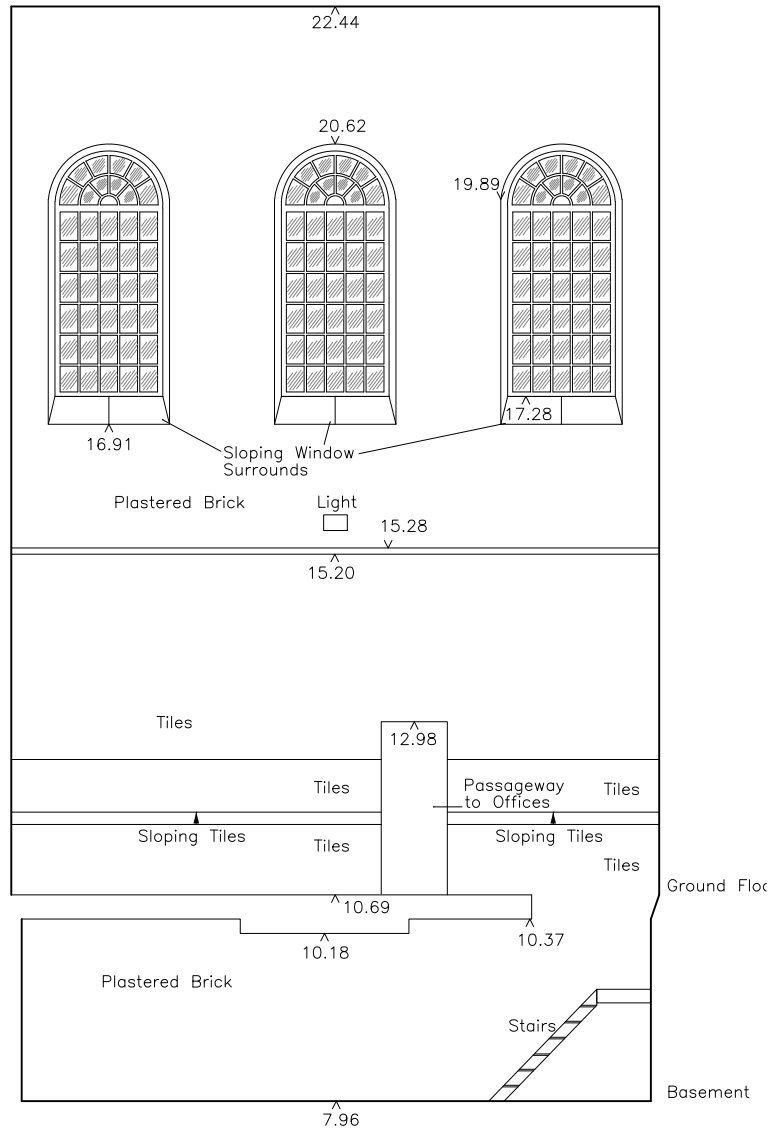 22.44
20.62
19.89
17.28
16.91
Sloping Window
Surrounds
Plastered Brick
Light
15.28
15.20
Tiles
12.98
Tiles
Passageway
to Offices
Tiles
Sloping Tiles
Sloping Tiles
Tiles
Tiles
Ground Floo
10.69
10.37
10.18
Plastered Brick
Stairs
Basement
7.96